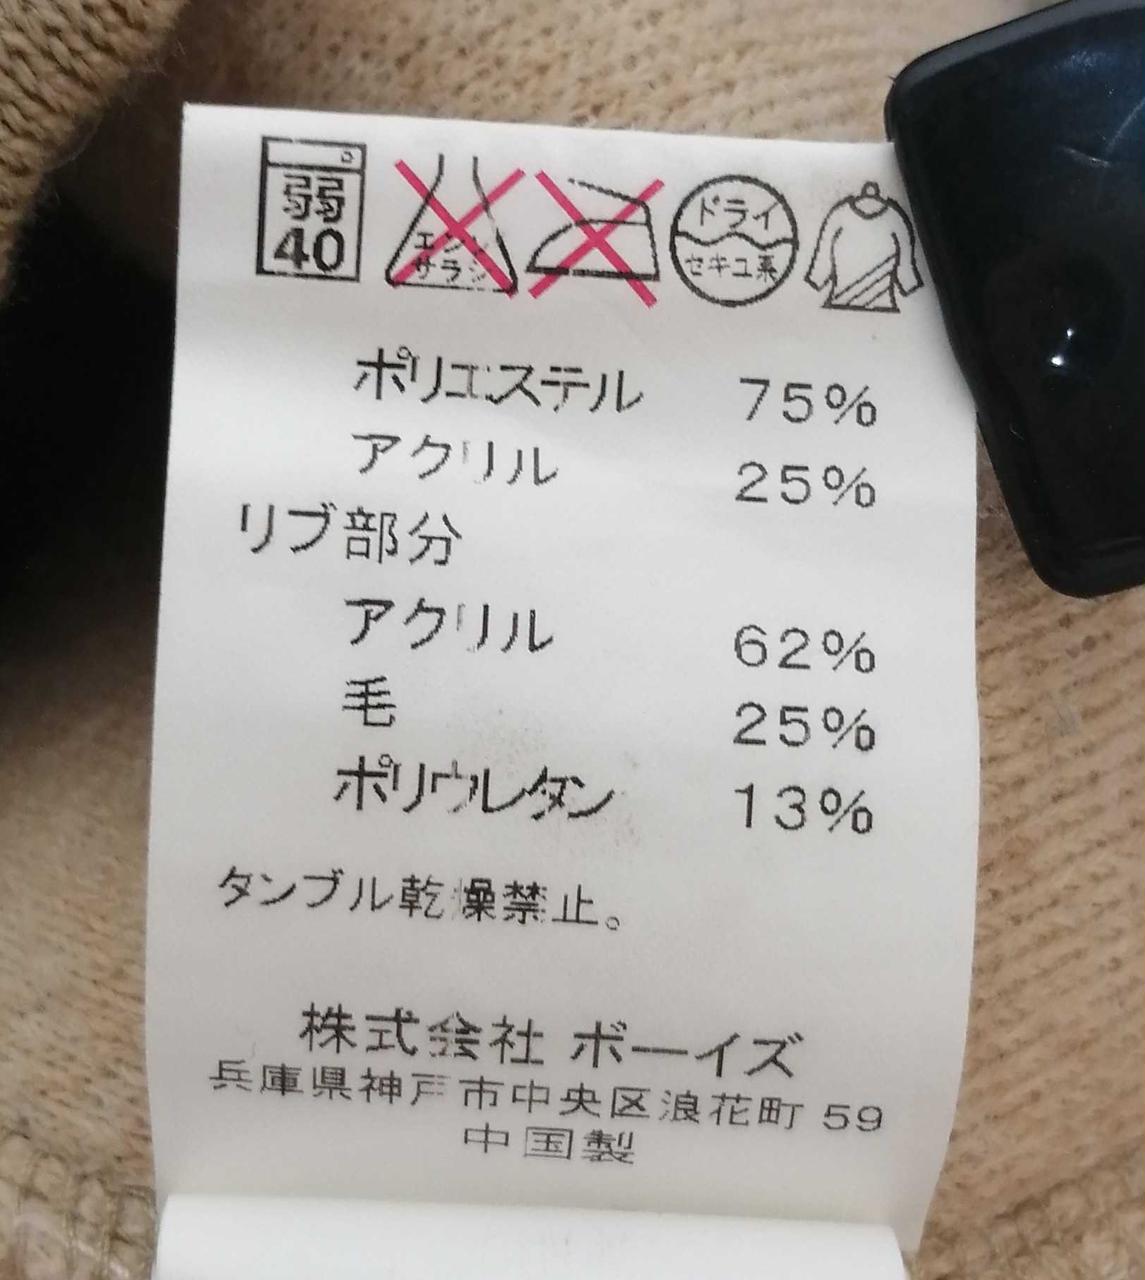 弱
40
エンソ
サラシ
ドライ
セキユ系
ポリエステル 75%
アクリル 25%
リブ部分
アクリル 62%
毛 25%
ポリウレタン 13%
タンブル乾燥禁止。
株式会社 ボーイズ
兵庫県神戸市中央区浪花町 59
中国製